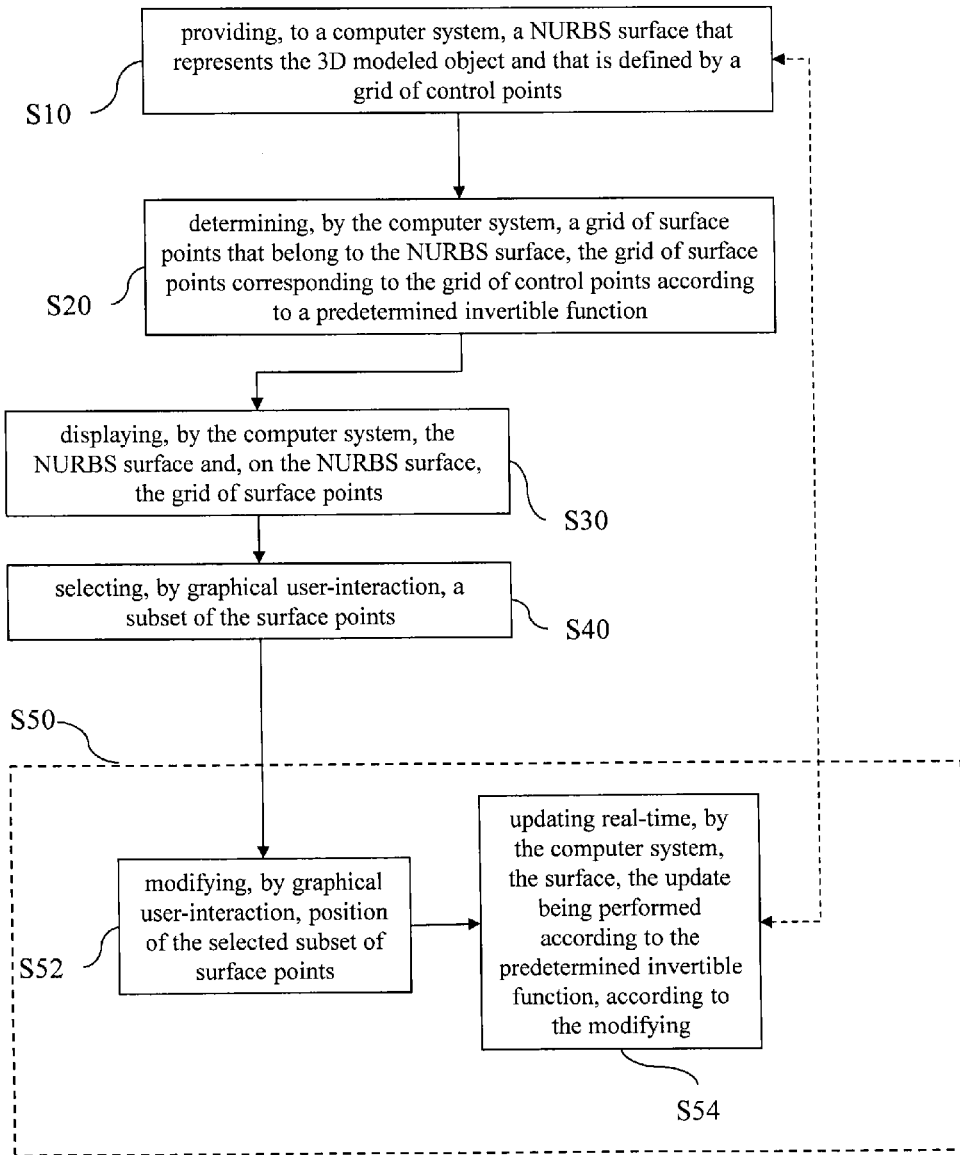 providing, to a computer system, a NURBS surface that
represents the 3D modeled object and that is defined by a
grid of control points
S10
determining, by the computer system, a grid of surface
points that belong to the NURBS surface, the grid of surface
points corresponding to the grid of control points according
to a predetermined invertible function
S20
displaying, by the computer system, the
NURBS surface and, on the NURBS surface,
the grid of surface points
S30
selecting, by graphical user-interaction, a
subset of the surface points
S40
S50
modifying, by graphical
user-interaction, position
of the selected subset of
surface points
S52
updating real-time, by
the computer system,
the surface, the update
being performed
according to the
predetermined invertible
function, according to
the modifying
S54